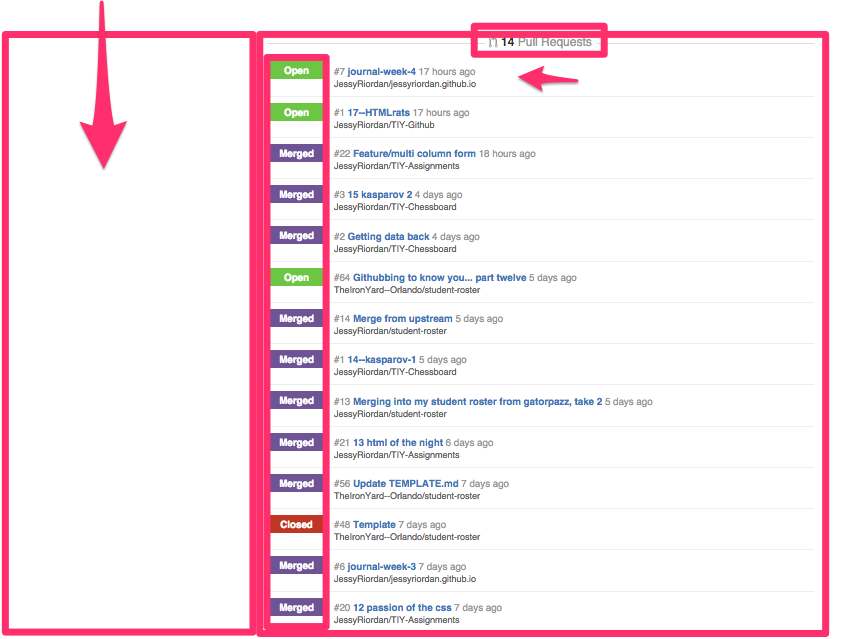 14 Pull Requests
Open #7 journal-week-4 17 hours ago
JessyRiordan/jessyriordan.github.io
Open #1 17--HTMLrats 17 hours ago
JessyRiordan/TIY-Github
Merged #22 Feature/multi column form 18 hours ago
JessyRiordan/TIY-Assignments
Merged #3 15 kasparov 2 4 days ago
JessyRiordan/TIY-Chessboard
Merged #2 Getting data back 4 days ago
JessyRiordan/TIY-Chessboard
Open #64 Githubbing to know you... part twelve 5 days ago
TheIronYard--Orlando/student-roster
Merged #14 Merge from upstream 5 days ago
JessyRiordan/student-roster
Merged #1 14--kasparov-1 5 days ago
JessyRiordan/TIY-Chessboard
Merged #13 Merging into my student roster from gatorpazz, take 2 5 days ago
JessyRiordan/student-roster
Merged #21 13 html of the night 6 days ago
JessyRiordan/TIY-Assignments
Merged #56 Update TEMPLATE.md 7 days ago
TheIronYard--Orlando/student-roster
Closed #48 Template 7 days ago
TheIronYard--Orlando/student-roster
Merged #6 journal-week-3 7 days ago
JessyRiordan/jessyriordan.github.io
Merged #20 12 passion of the css 7 days ago
JessyRiordan/TIY-Assignments